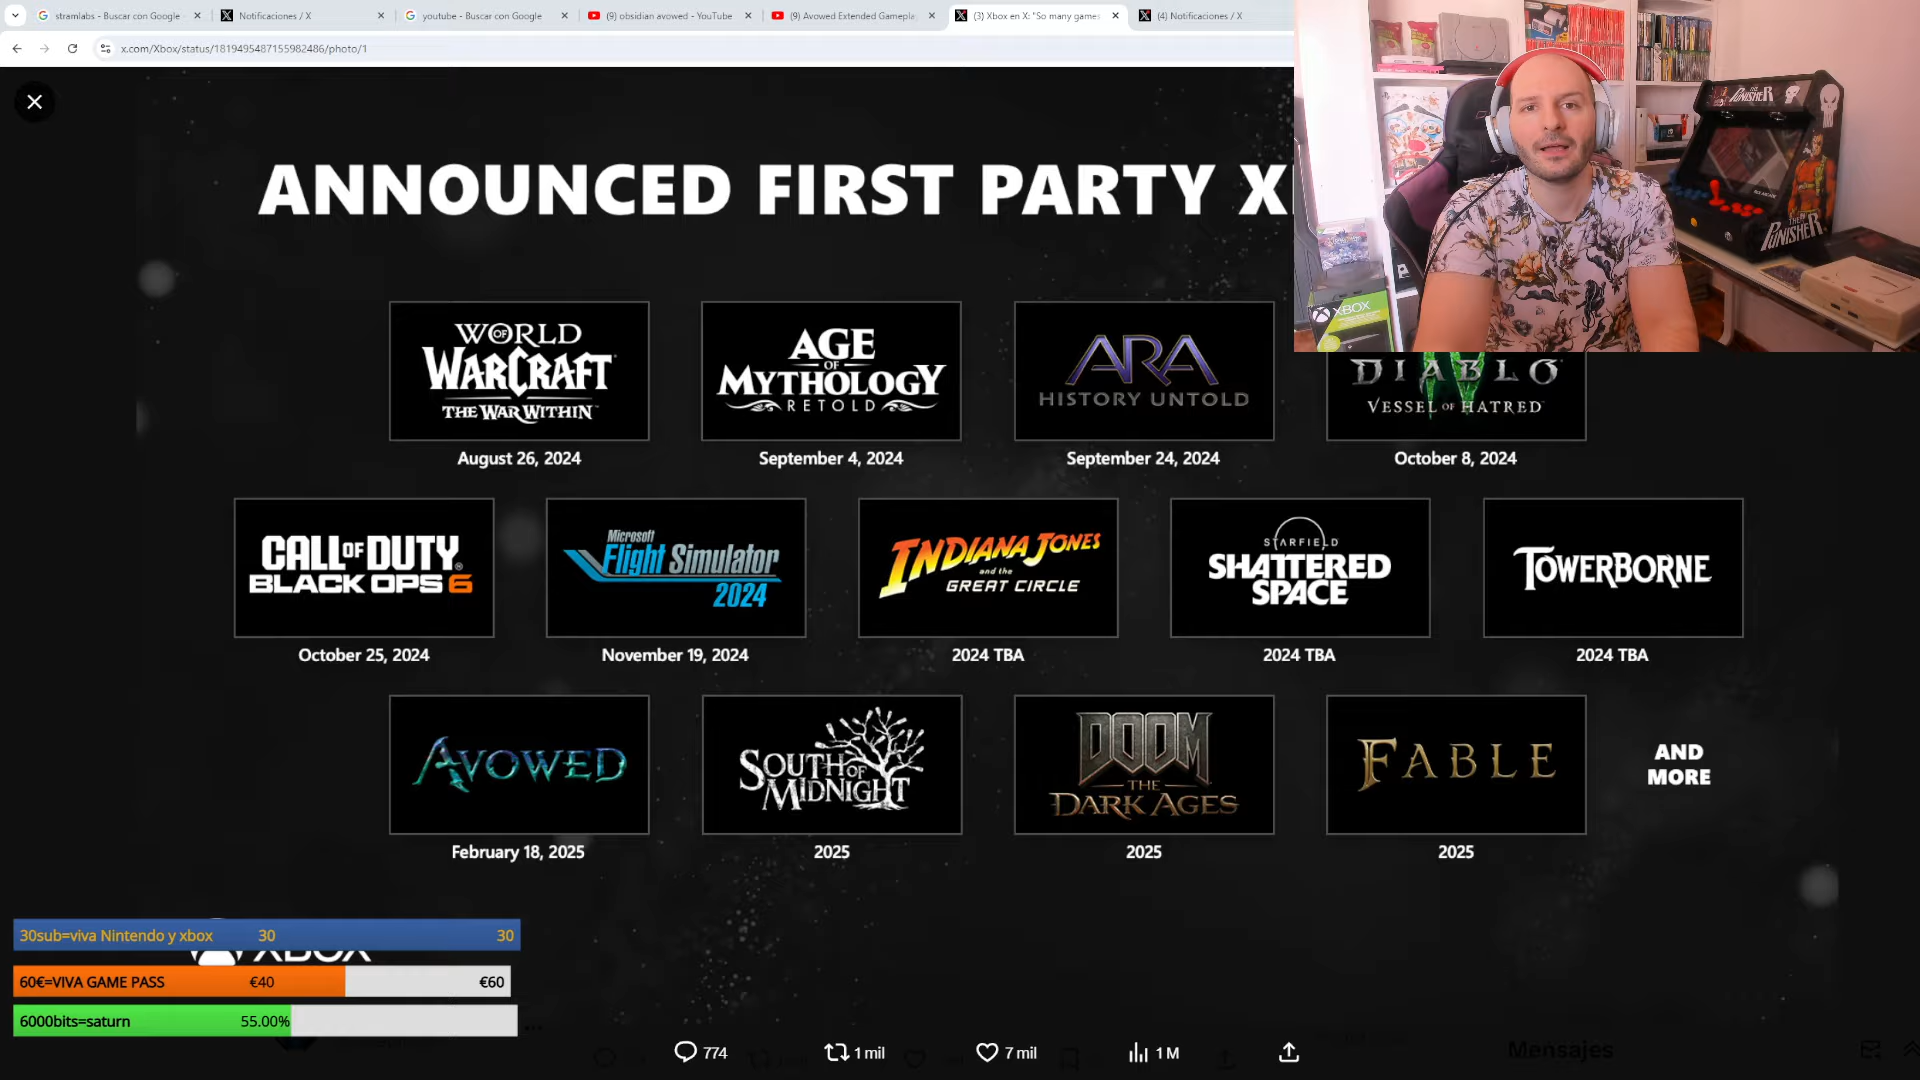 stramlabs - Buscar con Google
Notificaciones / X
youtube - Buscar con Google
(9) obsidian avowed - YouTube
(9) Avowed Extended Gamepla
(3) Xbox en X: "So many games
(4) Notificaciones / X
x.com/Xbox/status/1819495487155982486/photo/1
ANNOUNCED FIRST PARTY X
WORLD OF WARCRAFT
THE WAR WITHIN
August 26, 2024
AGE OF MYTHOLOGY
RETOLD
September 4, 2024
ARA
HISTORY UNTOLD
September 24, 2024
DIABLO
VESSEL OF HATRED
October 8, 2024
CALL OF DUTY
BLACK OPS 6
October 25, 2024
Microsoft
Flight Simulator
2024
November 19, 2024
INDIANA JONES
and the
GREAT CIRCLE
2024 TBA
STARFIELD
SHATTERED
SPACE
2024 TBA
TOWERBORNE
2024 TBA
AVOWED
February 18, 2025
SOUTH OF MIDNIGHT
2025
DOOM
THE
DARK AGES
2025
FABLE
2025
AND
MORE
THE PUNISHER
THE PUNISHER
XBOX
30sub=viva Nintendo y xbox 30 30
XBOX
60€=VIVA GAME PASS €40 €60
6000bits=saturn 55.00%
774
1 mil
7 mil
1 M
Mensajes